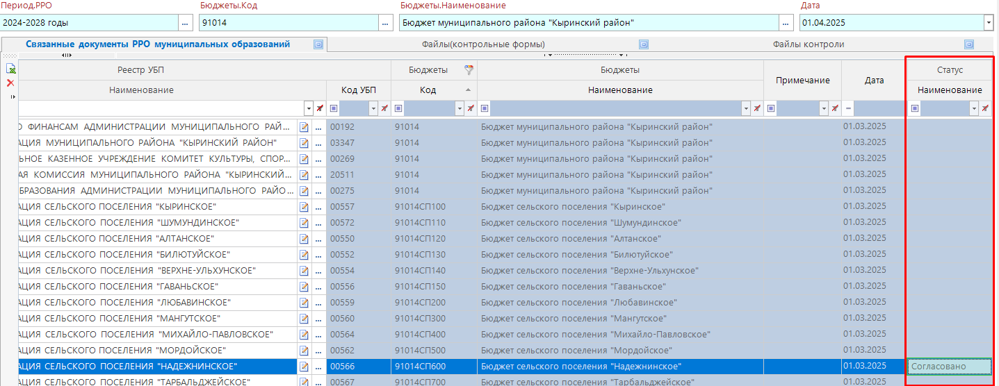 Период.РРО Бюджеты.Код Бюджеты.Наименование Дата
2024-2028 годы ... 91014 ... Бюджет муниципального района "Кыринский район" ... 01.04.2025
Связанные документы РРО муниципальных образований Файлы(контрольные формы) Файлы контроли
Реестр УБП Бюджеты Бюджеты Примечание Дата Статус
Наименование Код УБП Код Наименование Наименование
О ФИНАНСАМ АДМИНИСТРАЦИИ МУНИЦИПАЛЬНОГО РАЙ... ... 00192 91014 Бюджет муниципального района "Кыринский район" 01.03.2025
АЦИЯ МУНИЦИПАЛЬНОГО РАЙОНА "КЫРИНСКИЙ РАЙОН" ... 03347 91014 Бюджет муниципального района "Кыринский район" 01.03.2025
ЛЬНОЕ КАЗЕННОЕ УЧРЕЖДЕНИЕ КОМИТЕТ КУЛЬТУРЫ, СПОР... ... 00269 91014 Бюджет муниципального района "Кыринский район" 01.03.2025
АЯ КОМИССИЯ МУНИЦИПАЛЬНОГО РАЙОНА "КЫРИНСКИЙ... ... 20511 91014 Бюджет муниципального района "Кыринский район" 01.03.2025
БРАЗОВАНИЯ АДМИНИСТРАЦИИ МУНИЦИПАЛЬНОГО РАЙО... ... 00275 91014 Бюджет муниципального района "Кыринский район" 01.03.2025
АЦИЯ СЕЛЬСКОГО ПОСЕЛЕНИЯ "КЫРИНСКОЕ" ... 00557 91014СП100 Бюджет сельского поселения "Кыринское" 01.03.2025
АЦИЯ СЕЛЬСКОГО ПОСЕЛЕНИЯ "ШУМУНДИНСКОЕ" ... 00572 91014СП110 Бюджет сельского поселения "Шумундинское" 01.03.2025
АЦИЯ СЕЛЬСКОГО ПОСЕЛЕНИЯ "АЛТАНСКОЕ" ... 00550 91014СП120 Бюджет сельского поселения "Алтанское" 01.03.2025
АЦИЯ СЕЛЬСКОГО ПОСЕЛЕНИЯ "БИЛЮТУЙСКОЕ" ... 00552 91014СП130 Бюджет сельского поселения "Билютуйское" 01.03.2025
АЦИЯ СЕЛЬСКОГО ПОСЕЛЕНИЯ "ВЕРХНЕ-УЛЬХУНСКОЕ" ... 00554 91014СП140 Бюджет сельского поселения "Верхне-Ульхунское" 01.03.2025
АЦИЯ СЕЛЬСКОГО ПОСЕЛЕНИЯ "ГАВАНЬСКОЕ" ... 00556 91014СП150 Бюджет сельского поселения "Гаваньское" 01.03.2025
АЦИЯ СЕЛЬСКОГО ПОСЕЛЕНИЯ "ЛЮБАВИНСКОЕ" ... 00559 91014СП200 Бюджет сельского поселения "Любавинское" 01.03.2025
АЦИЯ СЕЛЬСКОГО ПОСЕЛЕНИЯ "МАНГУТСКОЕ" ... 00560 91014СП300 Бюджет сельского поселения "Мангутское" 01.03.2025
АЦИЯ СЕЛЬСКОГО ПОСЕЛЕНИЯ "МИХАЙЛО-ПАВЛОВСКОЕ" ... 00564 91014СП400 Бюджет сельского поселения "Михайло-Павловское" 01.03.2025
АЦИЯ СЕЛЬСКОГО ПОСЕЛЕНИЯ "МОРДОЙСКОЕ" ... 00562 91014СП500 Бюджет сельского поселения "Мордойское" 01.03.2025
АЦИЯ СЕЛЬСКОГО ПОСЕЛЕНИЯ "НАДЕЖНИНСКОЕ" ... 00566 91014СП600 Бюджет сельского поселения "Надежнинское" 01.03.2025 Согласовано
АЦИЯ СЕЛЬСКОГО ПОСЕЛЕНИЯ "ТАРБАЛЬДЖЕЙСКОЕ" ... 00567 91014СП700 Бюджет сельского поселения "Тарбальджейское" 01.03.2025